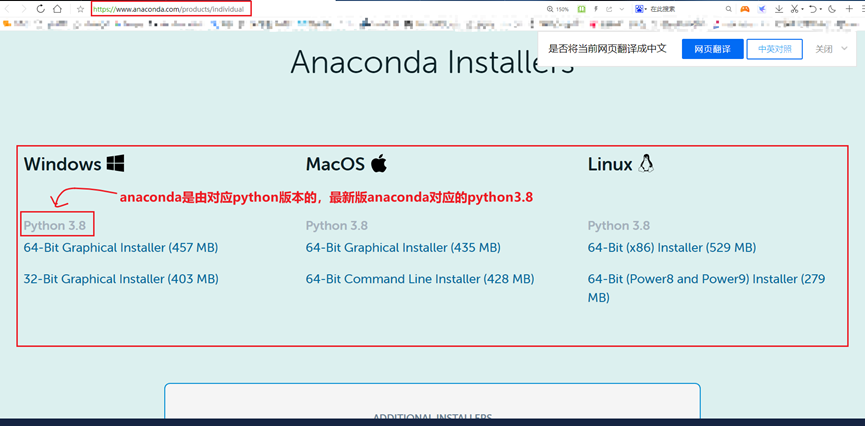 https://www.anaconda.com/products/individual
150%
在此搜索
是否将当前网页翻译成中文
网页翻译
中英对照
关闭
Anaconda Installers
Windows
MacOS
Linux
anaconda是由对应python版本的，最新版anaconda对应的python3.8
Python 3.8
Python 3.8
Python 3.8
64-Bit Graphical Installer (457 MB)
64-Bit Graphical Installer (435 MB)
64-Bit (x86) Installer (529 MB)
32-Bit Graphical Installer (403 MB)
64-Bit Command Line Installer (428 MB)
64-Bit (Power8 and Power9) Installer (279
MB)
ADDITIONAL INSTALLERS